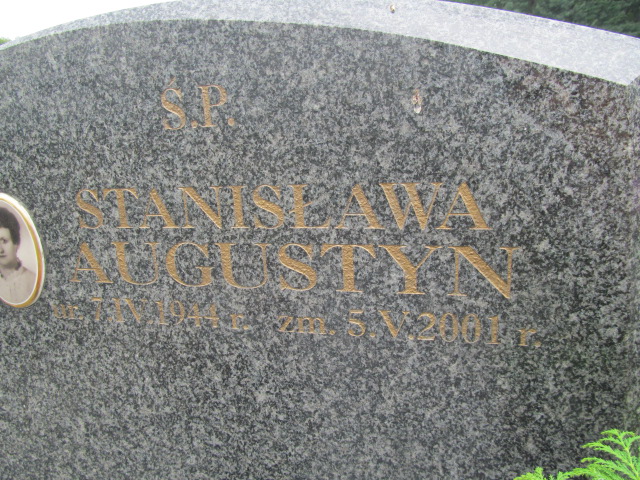 Ś.P.
STANISŁAWA
AUGUSTYN
ur. 7.IV.1944 r. zm. 5.V.2001 r.